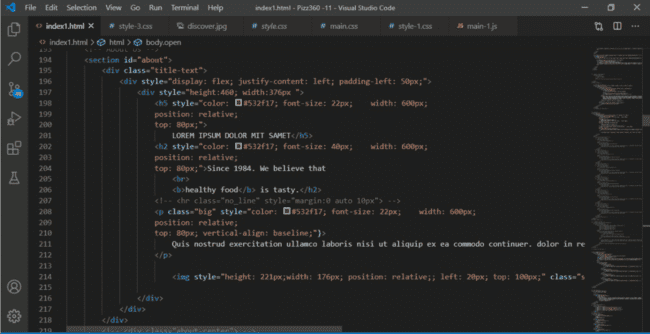 File Edit Selection View Go Run Terminal Help
index1.html - Pizz360 -11 - Visual Studio Code
index1.html style-3.css discover.jpg style.css main.css style-1.css main-1.js
index1.html > html > body.open
193 <!-- About Us -->
194 <section id="about">
195 <div class="title-text">
196 <div style="display: flex; justify-content: left; padding-left: 50px;">
197 <div style="height:460; width:376px ">
198 <h5 style="color: #532f17; font-size: 22px; width: 600px;
199 position: relative;
200 top: 80px;">
201 LOREM IPSUM DOLOR MIT SAMET</h5>
202 <h2 style="color: #532f17; font-size: 40px; width: 600px;
203 position: relative;
204 top: 80px;">Since 1984. We believe that
205 <br>
206 <b>healthy food</b> is tasty.</h2>
207 <!-- <hr class="no_line" style="margin:0 auto 10px"> -->
208 <p class="big" style="color: #532f17; font-size: 22px; width: 600px;
209 position: relative;
210 top: 80px; vertical-align: baseline;"}>
211 Quis nostrud exercitation ullamco laboris nisi ut aliquip ex ea commodo continuer. dolor in re
212 </p>
213
214 <img style="height: 221px;width: 176px; position: relative;; left: 20px; top: 100px;" class="s
215
216 </div>
217 </div>
218 </div>
219